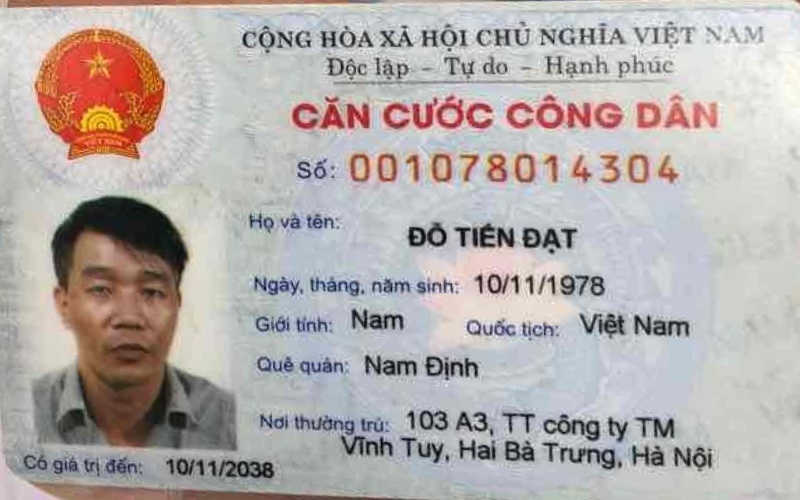 CỘNG HÒA XÃ HỘI CHỦ NGHĨA VIỆT NAM
Độc lập – Tự do – Hạnh phúc
CĂN CƯỚC CÔNG DÂN
Số: 001078014304
Họ và tên:
ĐỖ TIẾN ĐẠT
Ngày, tháng, năm sinh: 10/11/1978
Giới tính: Nam Quốc tịch: Việt Nam
Quê quán: Nam Định
Nơi thường trú: 103 A3, TT công ty TM
Vĩnh Tuy, Hai Bà Trưng, Hà Nội
Có giá trị đến: 10/11/2038
VIỆT NAM